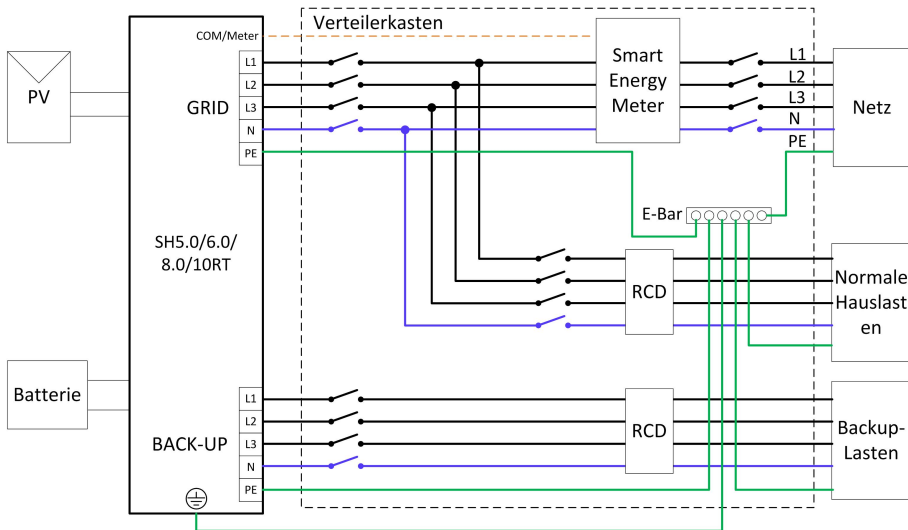 Verteilerkasten
COM/Meter
PV
GRID
L1
L2
L3
N
PE
Smart
Energy
Meter
L1
L2
L3
N
PE
Netz
E-Bar
SH5.0/6.0/
8.0/10RT
RCD
Normale
Hauslast
en
Batterie
BACK-UP
L1
L2
L3
N
PE
RCD
Backup-
Lasten